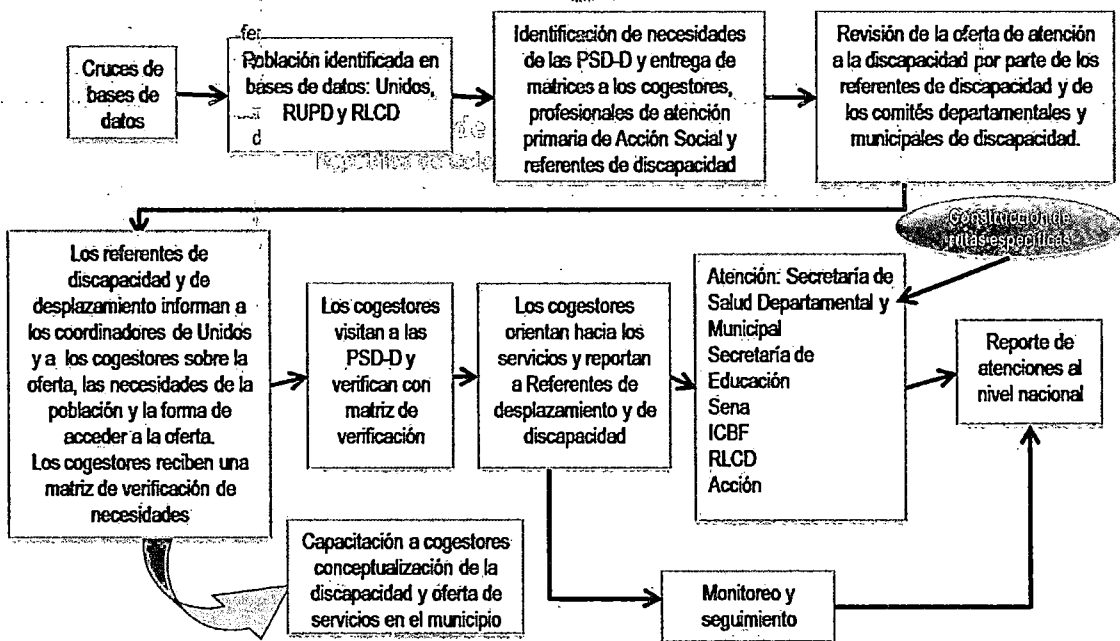 Cruces de
bases de
datos
Población identificada en
bases de datos: Unidos,
RUPD y RLCD
Identificación de necesidades
de las PSD-D y entrega de
matrices a los cogestores,
profesionales de atención
primaria de Acción Social y
referentes de discapacidad
Revisión de la oferta de atención
a la discapacidad por parte de los
referentes de discapacidad y de
los comités departamentales y
municipales de discapacidad.
Construcción de
rutas específicas
Los referentes de
discapacidad y de
desplazamiento informan a
los coordinadores de Unidos
y a los cogestores sobre la
oferta, las necesidades de la
población y la forma de
acceder a la oferta.
Los cogestores reciben una
matriz de verificación de
necesidades
Los cogestores
visitan a las
PSD-D y
verifican con
matriz de
verificación
Los cogestores
orientan hacia los
servicios y reportan
a Referentes de
desplazamiento y de
discapacidad
Atención: Secretaría de
Salud Departamental y
Municipal
Secretaría de
Educación
Sena
ICBF
RLCD
Acción
Reporte de
atenciones al
nivel nacional
Capacitación a cogestores
conceptualización de la
discapacidad y oferta de
servicios en el municipio
Monitoreo y
seguimiento